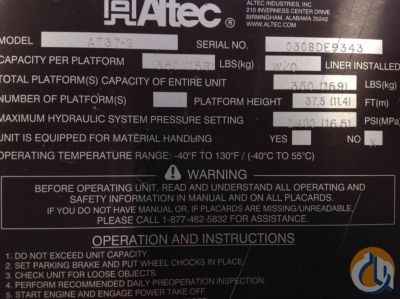 Altec
ALTEC INDUSTRIES, INC
210 INVERNESS CENTER DRIVE
BIRMINGHAM, ALABAMA 35242
WWW.ALTEC.COM
MODEL AT37-G SERIAL NO. 0308DE9343
CAPACITY PER PLATFORM LBS(kg) W/O LINER INSTALLED
TOTAL PLATFORM(S) CAPACITY OF ENTIRE UNIT 350 (159) LBS(kg)
NUMBER OF PLATFORM(S) PLATFORM HEIGHT 37.5 (11.4) FT(m)
MAXIMUM HYDRAULIC SYSTEM PRESSURE SETTING (16.5) PSI(MPa)
UNIT IS EQUIPPED FOR MATERIAL HANDLING YES NO X
OPERATING TEMPERATURE RANGE: -40°F TO 130°F / (-40°C TO 55°C)
WARNING
BEFORE OPERATING UNIT, READ AND UNDERSTAND ALL OPERATING AND
SAFETY INFORMATION IN MANUAL AND ON ALL PLACARDS.
IF YOU DO NOT HAVE MANUAL, OR IF PLACARDS ARE MISSING/UNREADABLE,
PLEASE CALL 1-877-462-5832 FOR ASSISTANCE.
OPERATION AND INSTRUCTIONS
1. DO NOT EXCEED UNIT CAPACITY.
2. SET PARKING BRAKE AND PUT WHEEL CHOCKS IN PLACE.
3. CHECK UNIT FOR LOOSE OBJECTS.
4. PERFORM RECOMMENDED DAILY PREOPERATION INSPECTION.
5. START ENGINE AND ENGAGE POWER TAKE OFF.